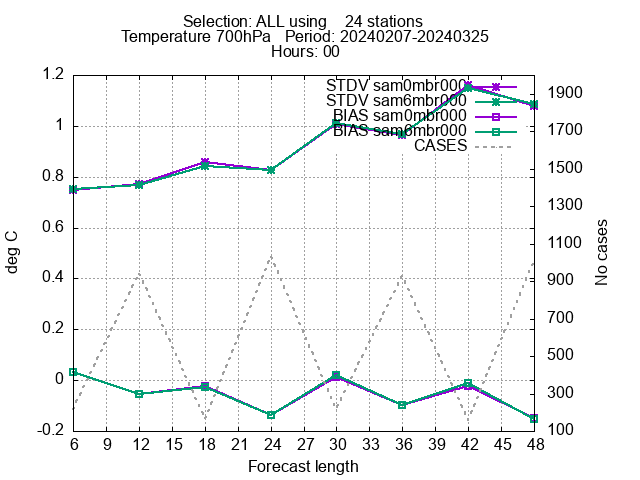 Selection: ALL using    24 stations
Temperature 700hPa   Period: 20240207-20240325
Hours: 00
STDV sam0mbr000
STDV sam6mbr000
BIAS sam0mbr000
BIAS sam6mbr000
CASES
1.2
1
0.8
0.6
0.4
0.2
0
-0.2
deg C
1900
1700
1500
1300
1100
900
700
500
300
100
No cases
6 9 12 15 18 21 24 27 30 33 36 39 42 45 48
Forecast length